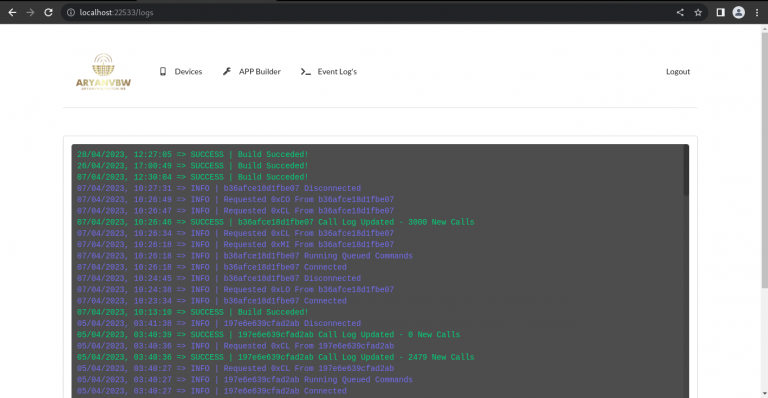 localhost:22533/logs
ARYANVBW
Devices
APP Builder
Event Log's
Logout
28/04/2023, 12:27:05 => SUCCESS | Build Succeded!
26/04/2023, 17:00:49 => SUCCESS | Build Succeded!
07/04/2023, 12:30:04 => SUCCESS | Build Succeded!
07/04/2023, 10:27:31 => INFO | b36afce18d1fbe07 Disconnected
07/04/2023, 10:26:49 => INFO | Requested 0xCO From b36afce18d1fbe07
07/04/2023, 10:26:47 => INFO | Requested 0xCL From b36afce18d1fbe07
07/04/2023, 10:26:40 => SUCCESS | b36afce18d1fbe07 Call Log Updated - 3000 New Calls
07/04/2023, 10:26:34 => INFO | Requested 0xCL From b36afce18d1fbe07
07/04/2023, 10:26:18 => INFO | Requested 0xMI From b36afce18d1fbe07
07/04/2023, 10:26:18 => INFO | b36afce18d1fbe07 Running Queued Commands
07/04/2023, 10:26:18 => INFO | b36afce18d1fbe07 Connected
07/04/2023, 10:24:45 => INFO | b36afce18d1fbe07 Disconnected
07/04/2023, 10:24:30 => INFO | Requested 0xLO From b36afce18d1fbe07
07/04/2023, 10:23:34 => INFO | b36afce18d1fbe07 Connected
07/04/2023, 10:13:10 => SUCCESS | Build Succeded!
05/04/2023, 03:41:30 => INFO | 197e6e639cfad2ab Disconnected
05/04/2023, 03:40:39 => SUCCESS | 197e6e639cfad2ab Call Log Updated - 0 New Calls
05/04/2023, 03:40:36 => INFO | Requested 0xCL From 197e6e639cfad2ab
05/04/2023, 03:40:36 => SUCCESS | 197e6e639cfad2ab Call Log Updated - 2479 New Calls
05/04/2023, 03:40:27 => INFO | Requested 0xCL From 197e6e639cfad2ab
05/04/2023, 03:40:27 => INFO | 197e6e639cfad2ab Running Queued Commands
05/04/2023, 03:40:27 => INFO | 197e6e639cfad2ab Connected